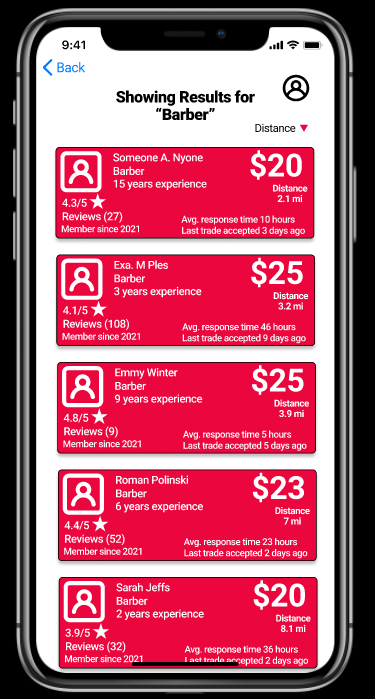 9:41
Back
Showing Results for
“Barber”
Distance ▼
Someone A. Nyone
Barber
15 years experience
$20
Distance
2.1 mi
4.3/5 ★
Reviews (27)
Member since 2021
Avg. response time 10 hours
Last trade accepted 3 days ago
Exa. M Ples
Barber
3 years experience
$25
Distance
3.2 mi
4.1/5 ★
Reviews (108)
Member since 2021
Avg. response time 46 hours
Last trade accepted 9 days ago
Emmy Winter
Barber
9 years experience
$25
Distance
3.9 mi
4.8/5 ★
Reviews (9)
Member since 2021
Avg. response time 5 hours
Last trade accepted 5 days ago
Roman Polinski
Barber
6 years experience
$23
Distance
7 mi
4.4/5 ★
Reviews (52)
Member since 2021
Avg. response time 23 hours
Last trade accepted 2 days ago
Sarah Jeffs
Barber
2 years experience
$20
Distance
8.1 mi
3.9/5 ★
Reviews (32)
Member since 2021
Avg. response time 36 hours
Last trade accepted 2 days ago